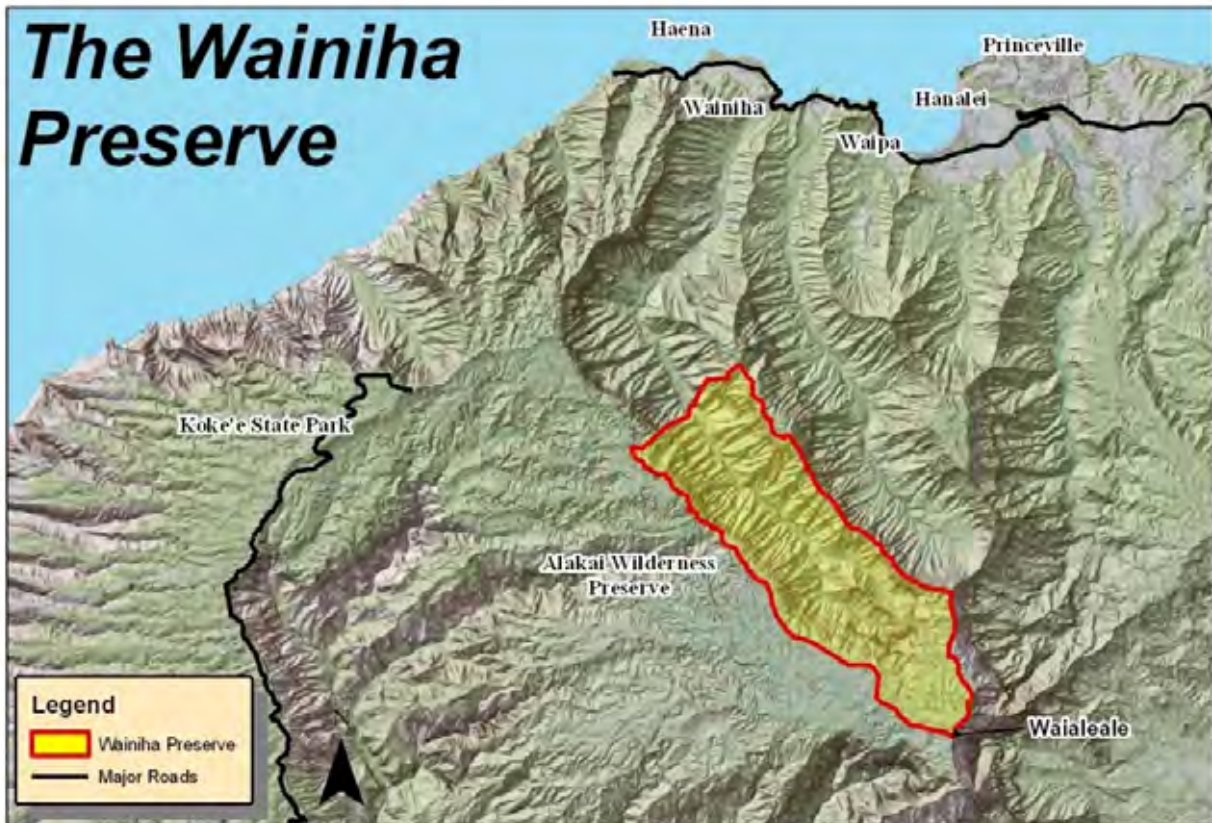 The Wainiha
Preserve
Haena
Princeville
Wainiha
Hanalei
Waipa
Koke'e State Park
Alakai Wilderness
Preserve
Waialeale
Legend
Wainiha Preserve
Major Roads